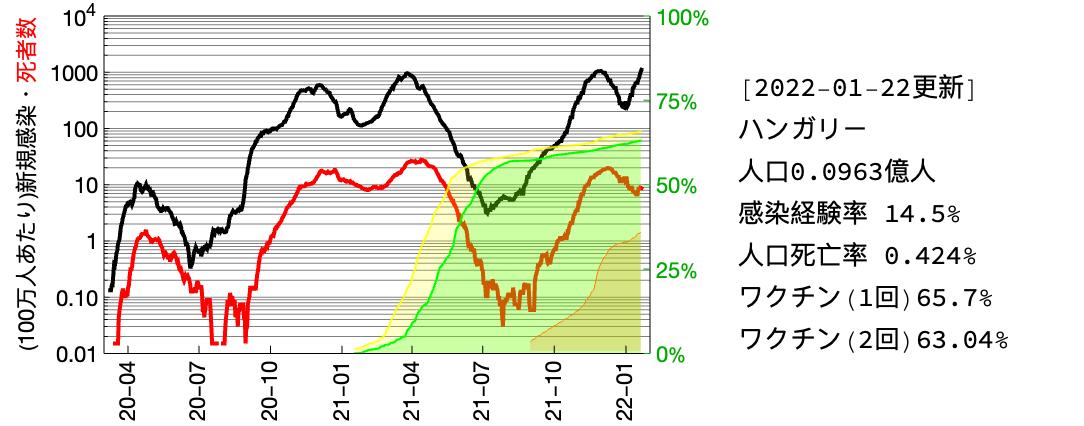 (100万人あたり)新規感染・死者数
10^4
1000
100
10
1
0.10
0.01
100%
75%
50%
25%
0%
20-04
20-07
20-10
21-01
21-04
21-07
21-10
22-01
[2022-01-22更新]
ハンガリー
人口0.0963億人
感染経験率 14.5%
人口死亡率 0.424%
ワクチン(1回)65.7%
ワクチン(2回)63.04%